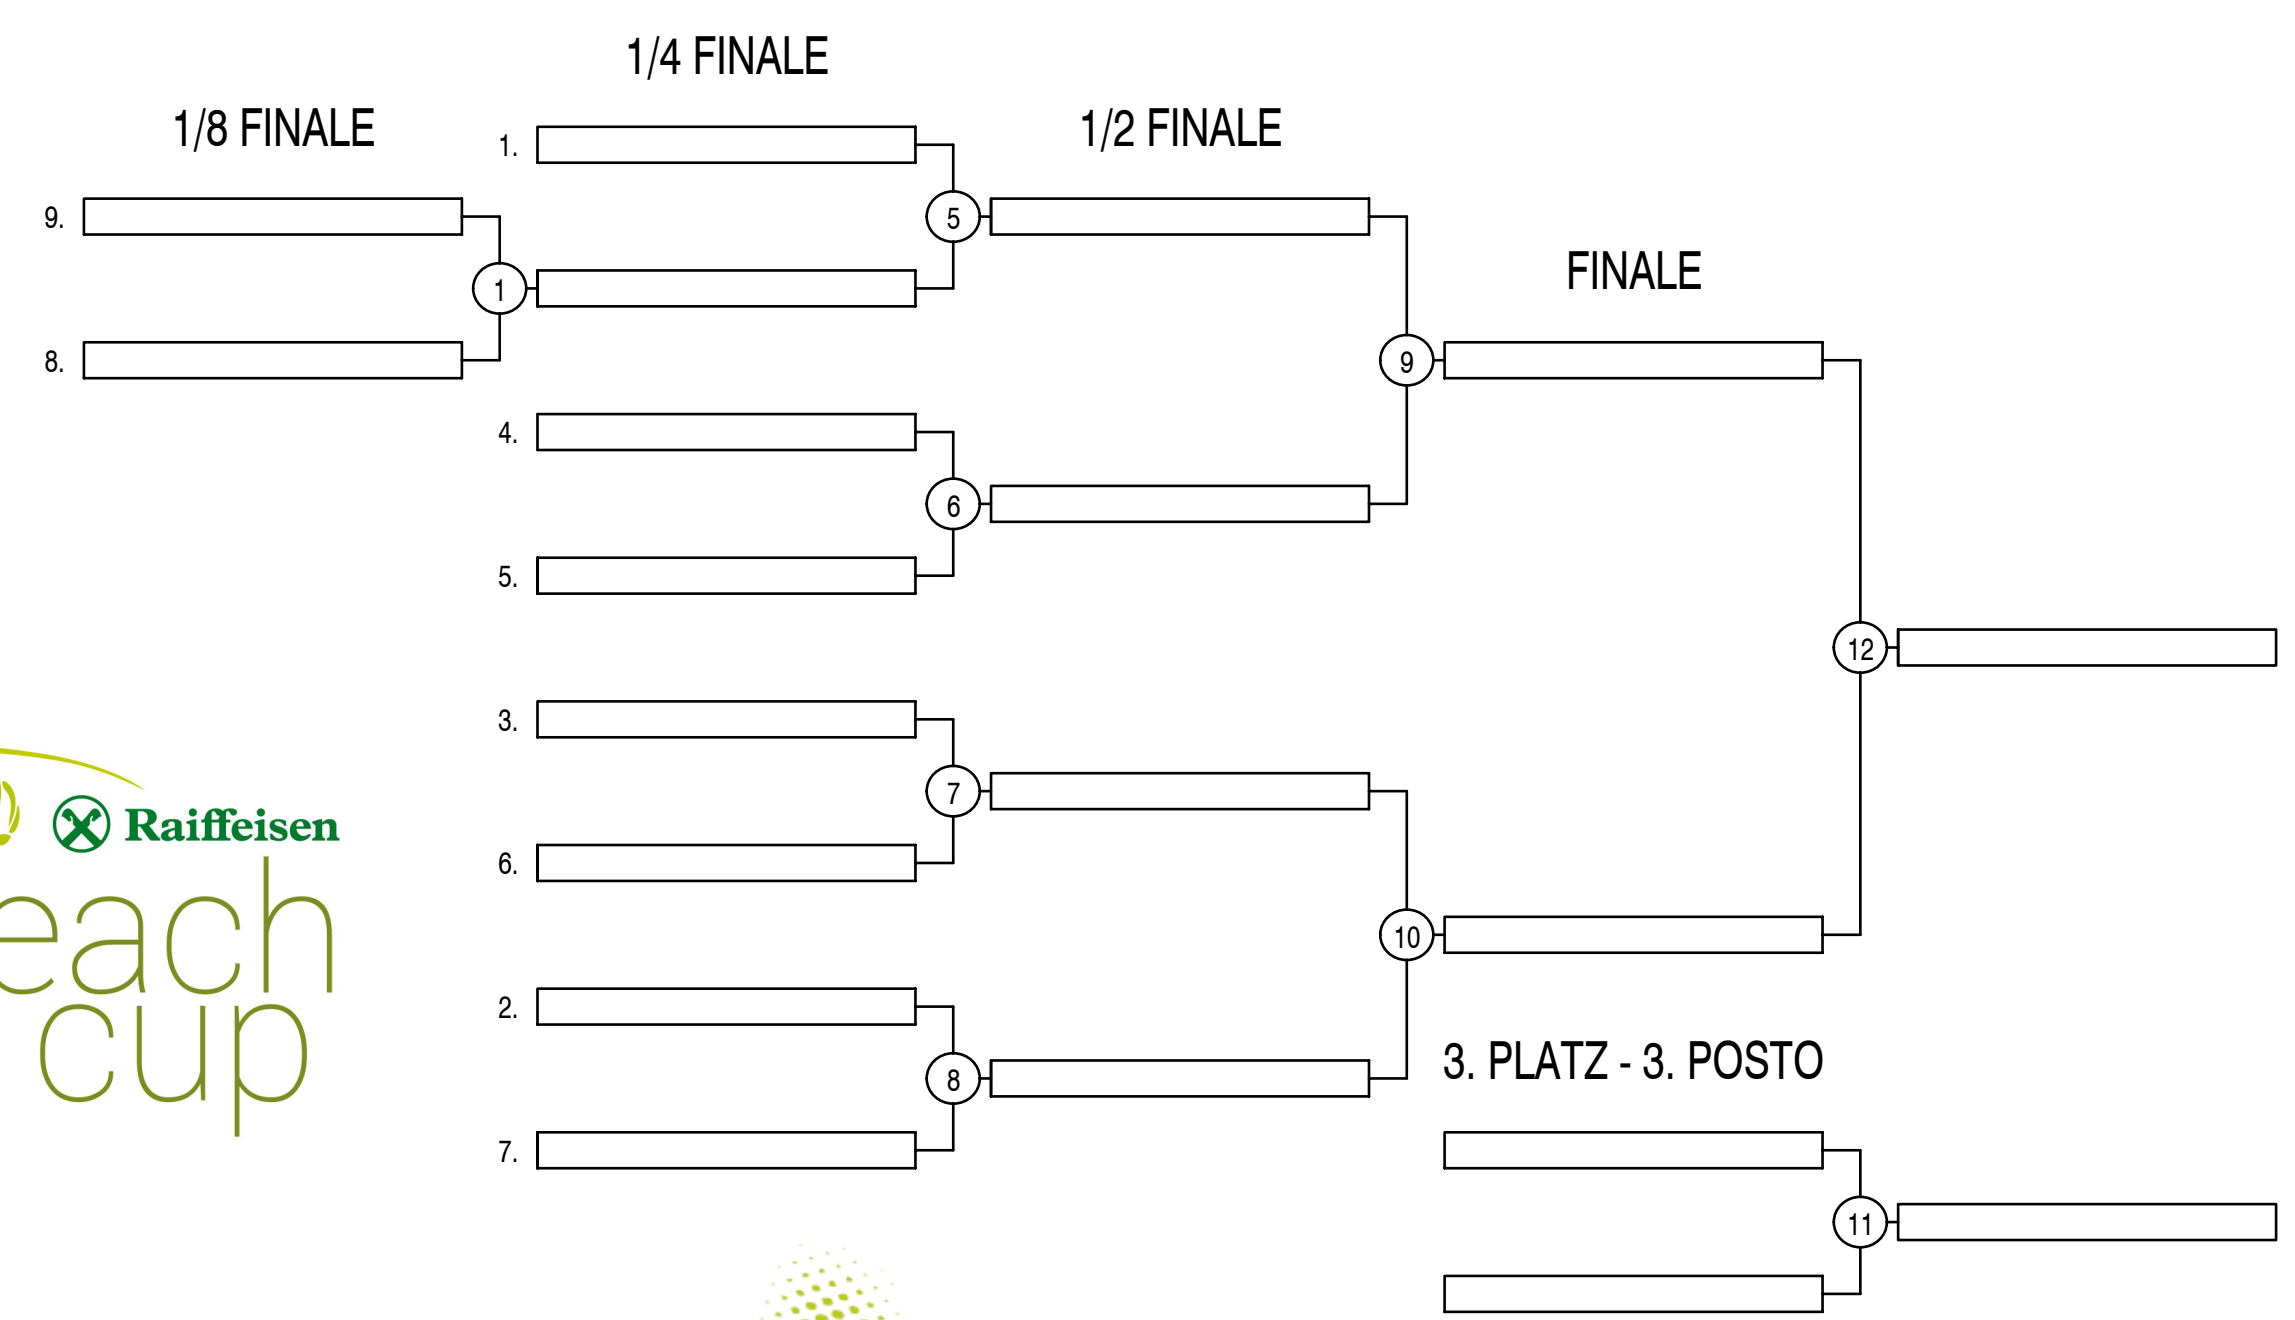 1/4 FINALE
1/8 FINALE
1/2 FINALE
1.
9.
5
FINALE
1
8.
9
4.
6
5.
12
3.
7
Raiffeisen
6.
each
10
2.
cup
3. PLATZ - 3. POSTO
8
7.
11